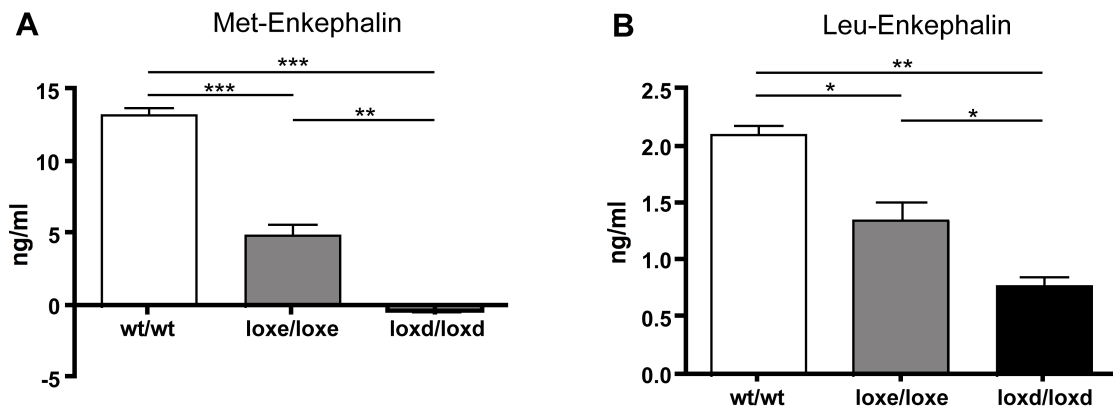 A
Met-Enkephalin
***
***
**
15
10
5
0
-5
ng/ml
wt/wt
loxe/loxe
loxd/loxd
B
Leu-Enkephalin
**
*
*
2.5
2.0
1.5
1.0
0.5
0.0
ng/ml
wt/wt
loxe/loxe
loxd/loxd